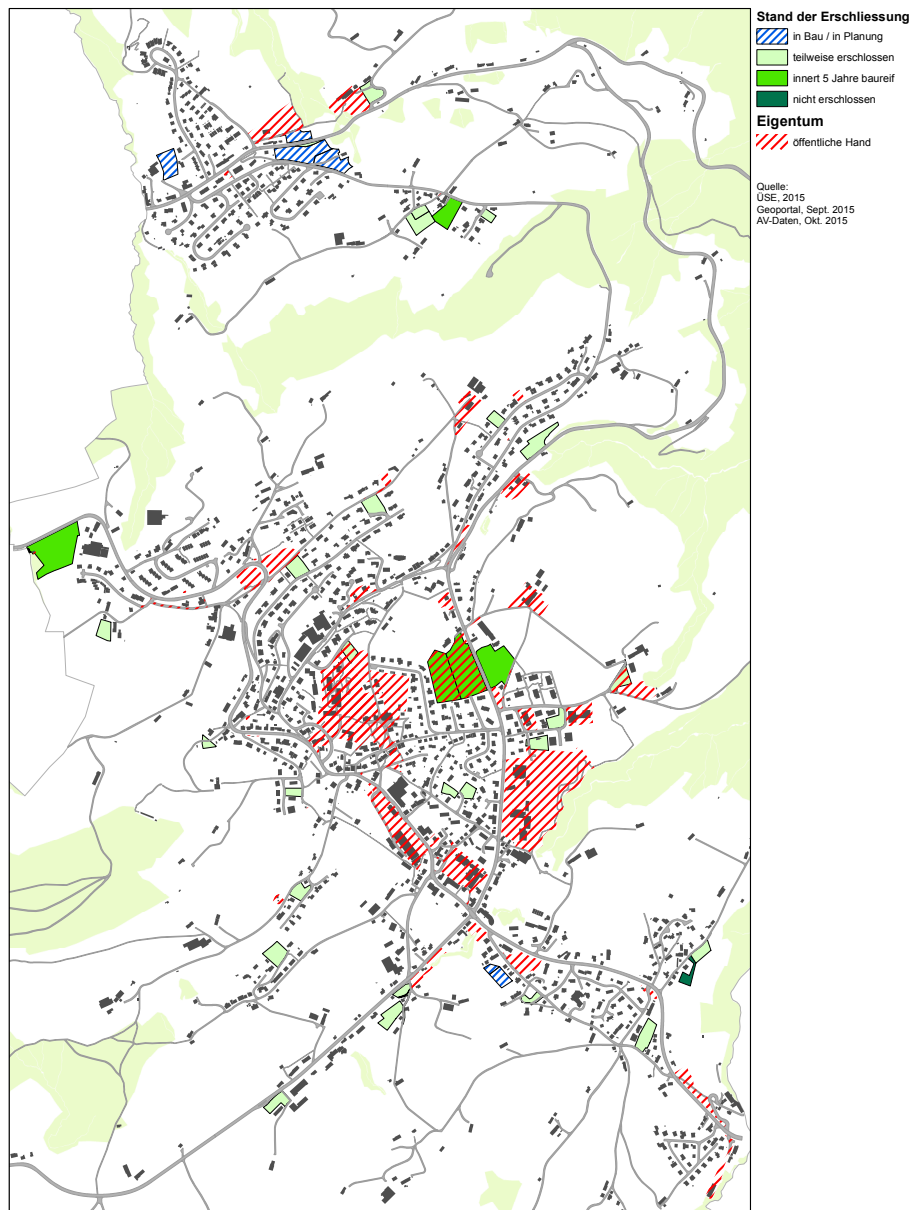 Stand der Erschliessung
in Bau / in Planung
teilweise erschlossen
innert 5 Jahre baureif
nicht erschlossen
Eigentum
öffentliche Hand
Quelle:
ÜSE, 2015
Geoportal, Sept. 2015
AV-Daten, Okt. 2015